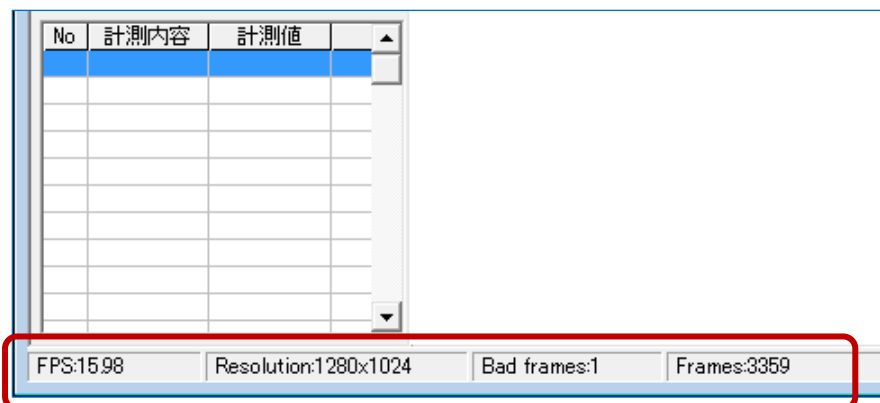 No 計測内容 計測値
FPS:15.98 Resolution:1280x1024 Bad frames:1 Frames:3359